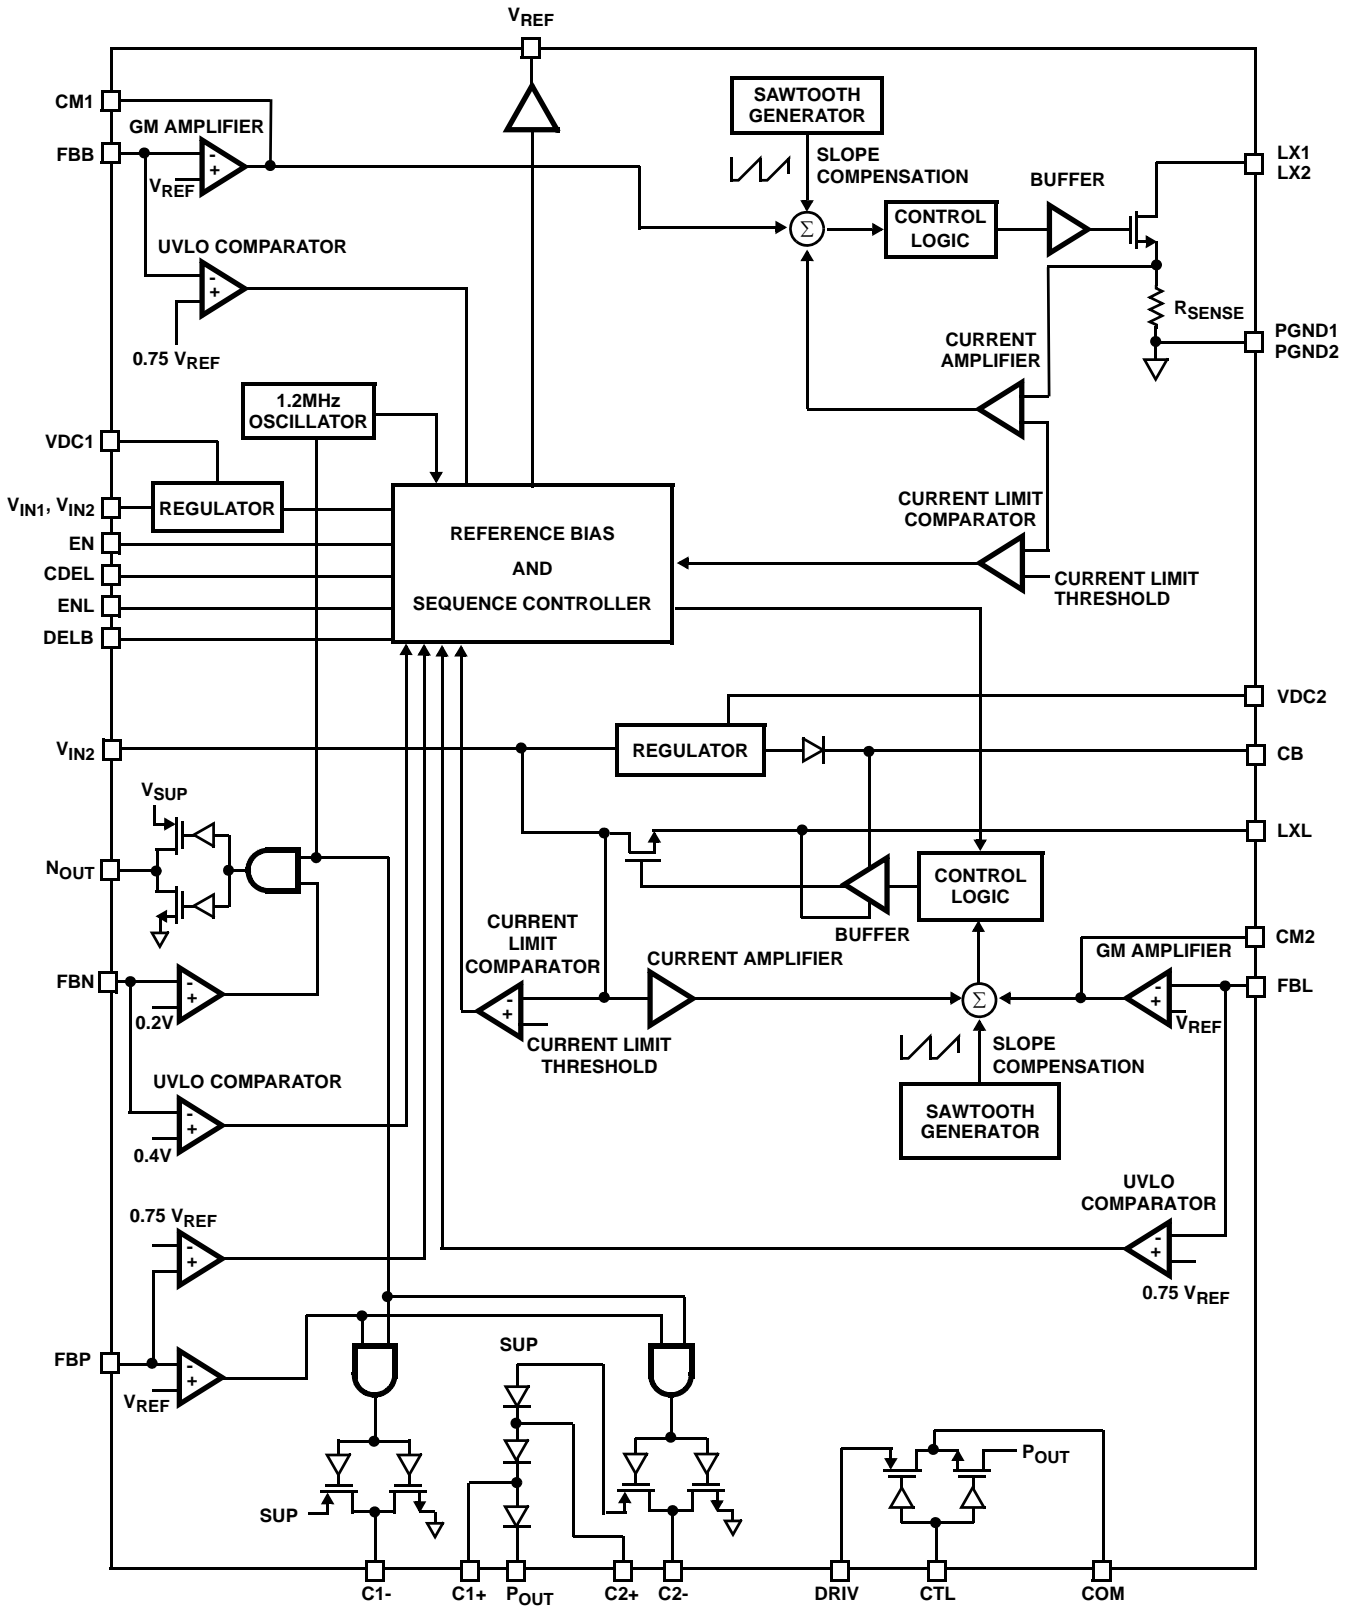 VREF
CM1
GM AMPLIFIER
FBB
-
+
VREF
UVLO COMPARATOR
-
+
0.75 VREF
SAWTOOTH
GENERATOR
SLOPE
COMPENSATION
Σ
CONTROL
LOGIC
BUFFER
LX1
LX2
RSENSE
PGND1
PGND2
CURRENT
AMPLIFIER
1.2MHz
OSCILLATOR
VDC1
VIN1, VIN2
REGULATOR
EN
CDEL
ENL
DELB
REFERENCE BIAS
AND
SEQUENCE CONTROLLER
CURRENT LIMIT
COMPARATOR
CURRENT LIMIT
THRESHOLD
VDC2
VIN2
REGULATOR
CB
VSUP
NOUT
LXL
CONTROL
LOGIC
BUFFER
CURRENT
LIMIT
COMPARATOR
-
+
CURRENT LIMIT
THRESHOLD
CURRENT AMPLIFIER
Σ
CM2
GM AMPLIFIER
FBL
-
+
VREF
FBN
-
+
0.2V
SLOPE
COMPENSATION
SAWTOOTH
GENERATOR
UVLO COMPARATOR
-
+
0.4V
UVLO
COMPARATOR
-
+
0.75 VREF
0.75 VREF
-
+
FBP
-
+
VREF
SUP
SUP
POUT
C1-
C1+
POUT
C2+
C2-
DRIV
CTL
COM